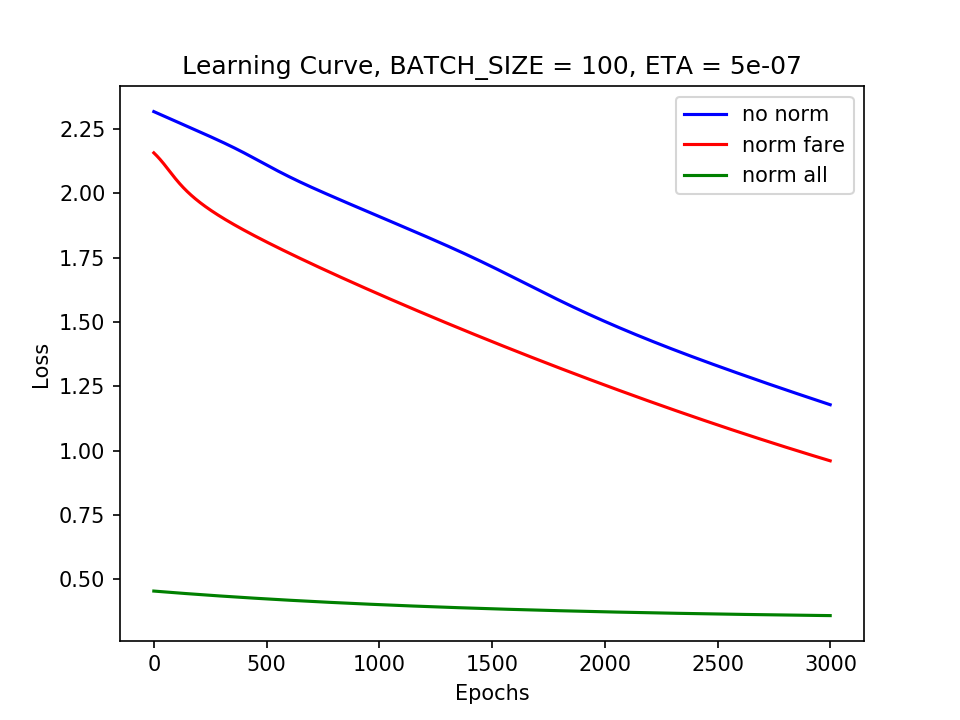 Learning Curve, BATCH_SIZE = 100, ETA = 5e-07
no norm
norm fare
norm all
2.25
2.00
1.75
1.50
1.25
1.00
0.75
0.50
Loss
0 500 1000 1500 2000 2500 3000
Epochs